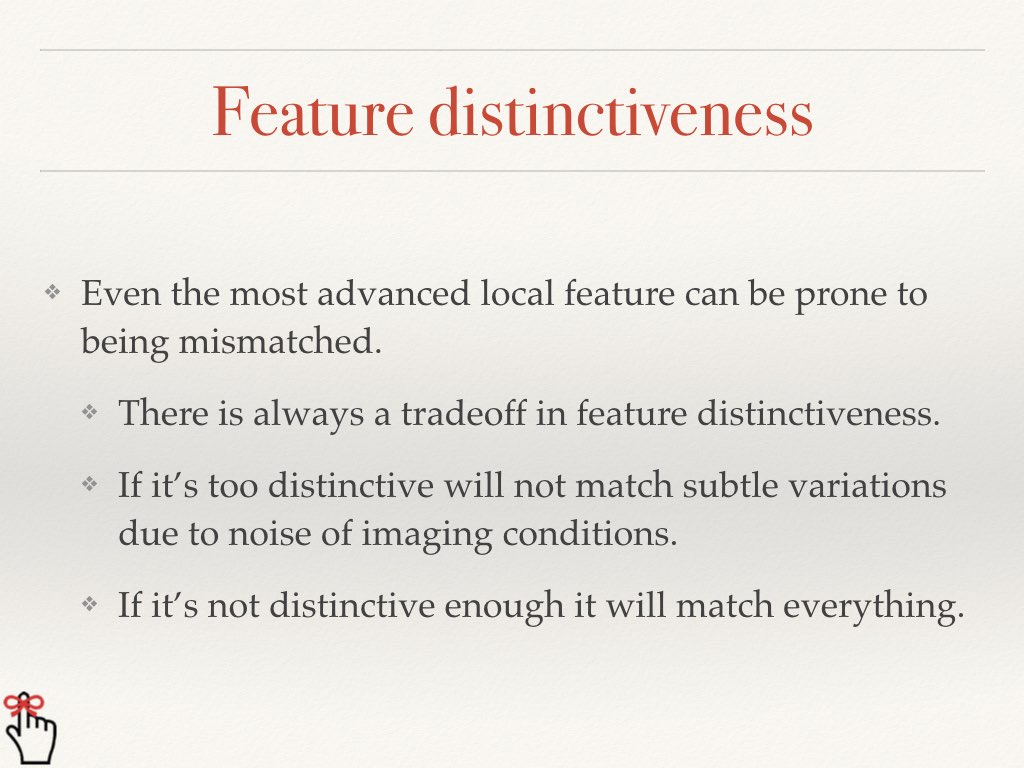 Feature distinctiveness
❖ Even the most advanced local feature can be prone to
being mismatched.
❖ There is always a tradeoff in feature distinctiveness.
❖ If it’s too distinctive will not match subtle variations
due to noise of imaging conditions.
❖ If it’s not distinctive enough it will match everything.